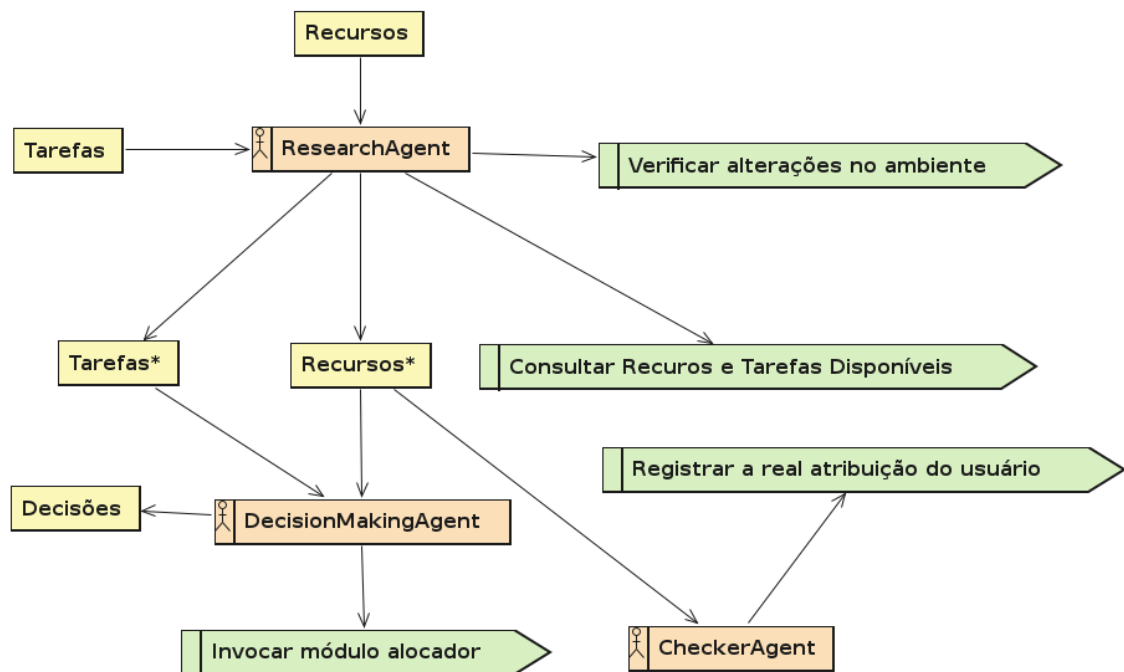 Recursos
Tarefas
ResearchAgent
Verificar alterações no ambiente
Tarefas*
Recursos*
Consultar Recuros e Tarefas Disponíveis
Registrar a real atribuição do usuário
Decisões
DecisionMakingAgent
Invocar módulo alocador
CheckerAgent